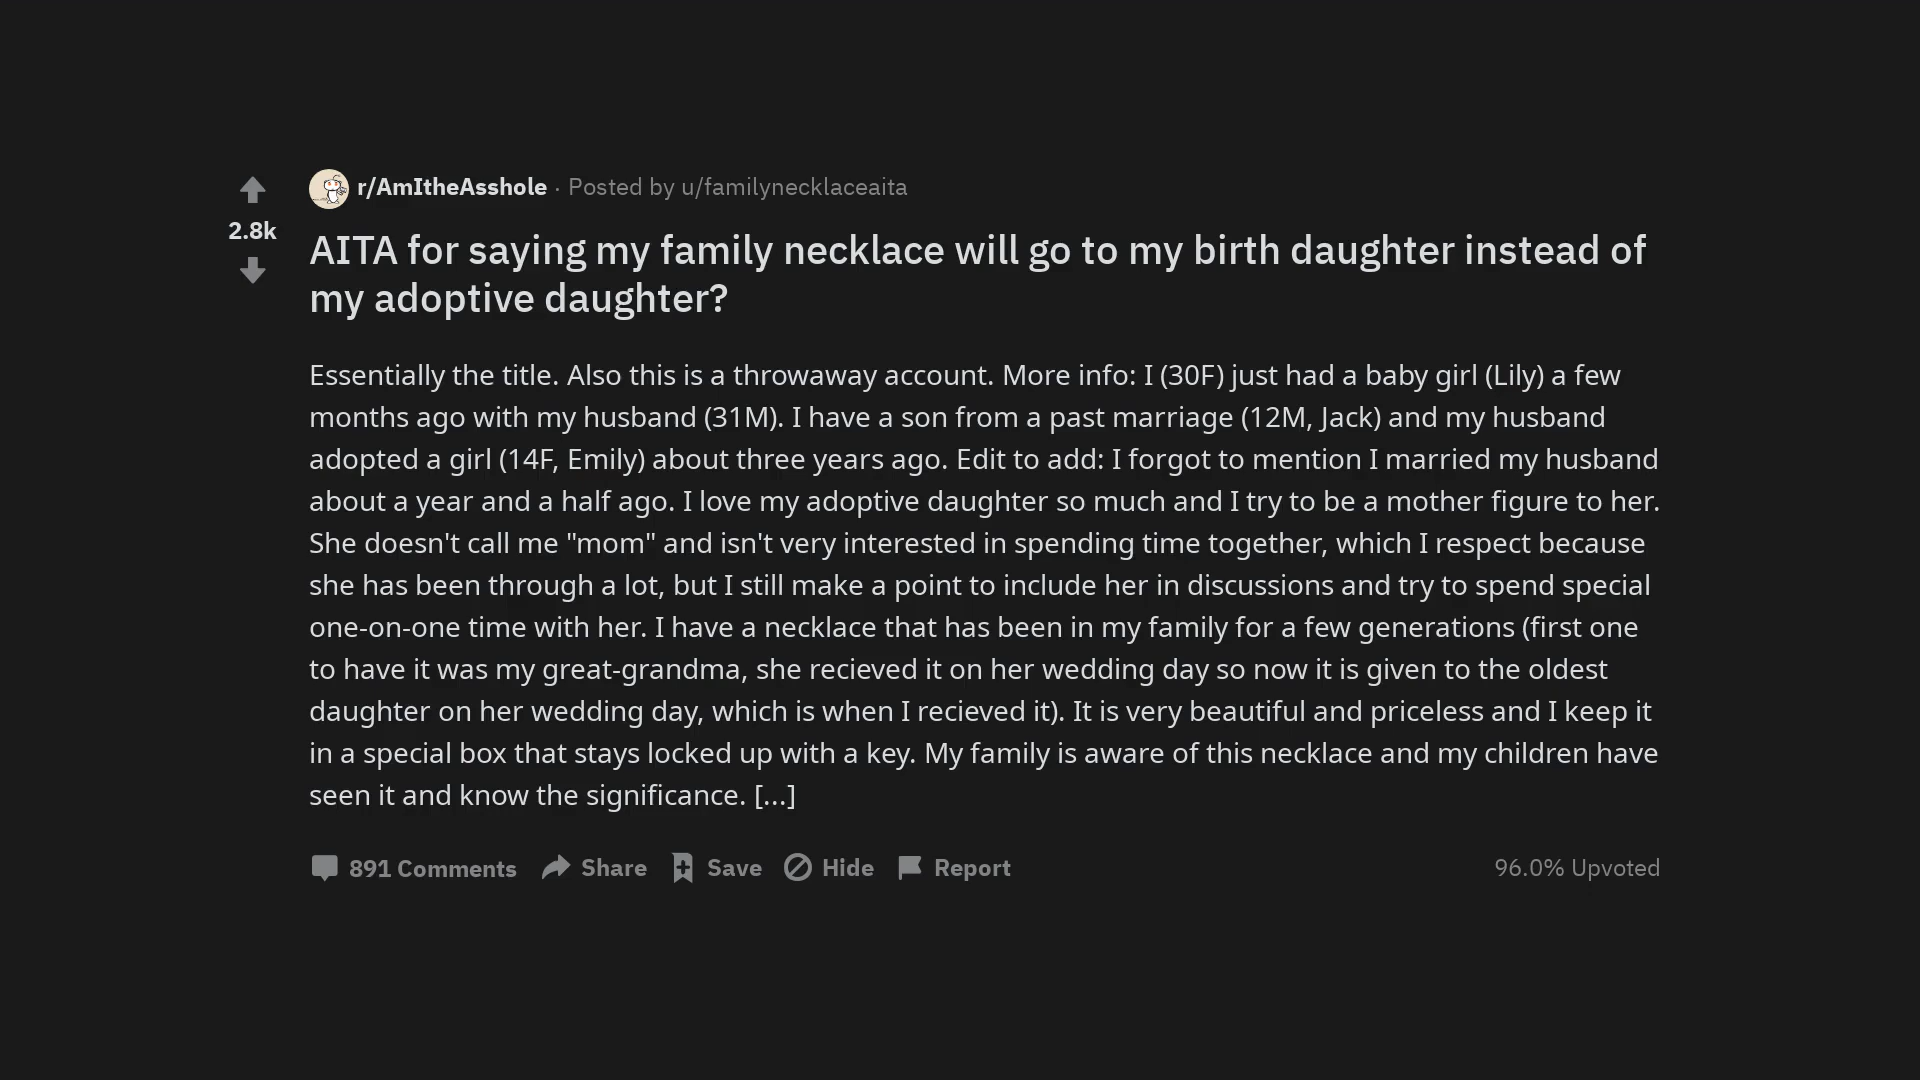 r/AmItheAsshole · Posted by u/familynecklaceaita
2.8k
AITA for saying my family necklace will go to my birth daughter instead of
my adoptive daughter?
Essentially the title. Also this is a throwaway account. More info: I (30F) just had a baby girl (Lily) a few
months ago with my husband (31M). I have a son from a past marriage (12M, Jack) and my husband
adopted a girl (14F, Emily) about three years ago. Edit to add: I forgot to mention I married my husband
about a year and a half ago. I love my adoptive daughter so much and I try to be a mother figure to her.
She doesn't call me "mom" and isn't very interested in spending time together, which I respect because
she has been through a lot, but I still make a point to include her in discussions and try to spend special
one-on-one time with her. I have a necklace that has been in my family for a few generations (first one
to have it was my great-grandma, she recieved it on her wedding day so now it is given to the oldest
daughter on her wedding day, which is when I recieved it). It is very beautiful and priceless and I keep it
in a special box that stays locked up with a key. My family is aware of this necklace and my children have
seen it and know the significance. [...]
891 Comments Share Save Hide Report 96.0% Upvoted